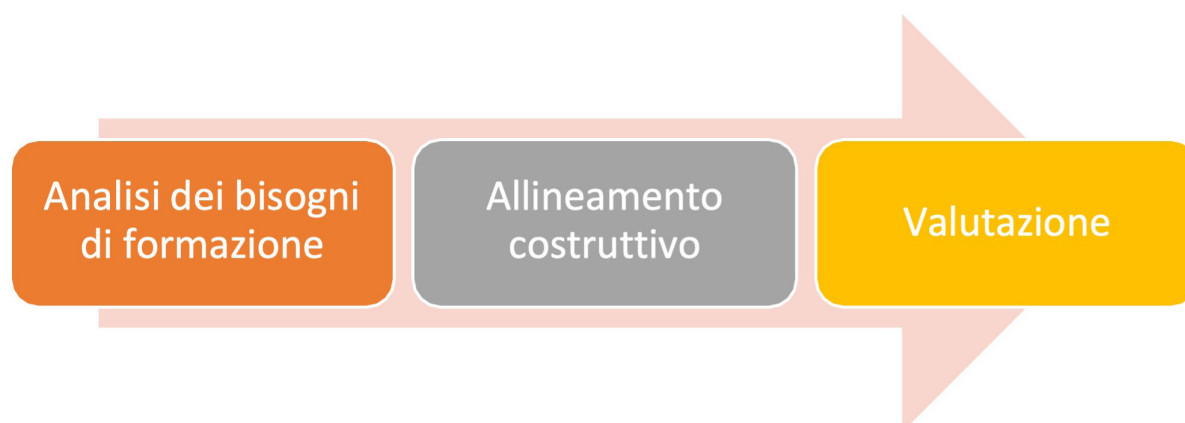 Analisi dei bisogni
di formazione
Allineamento
costruttivo
Valutazione